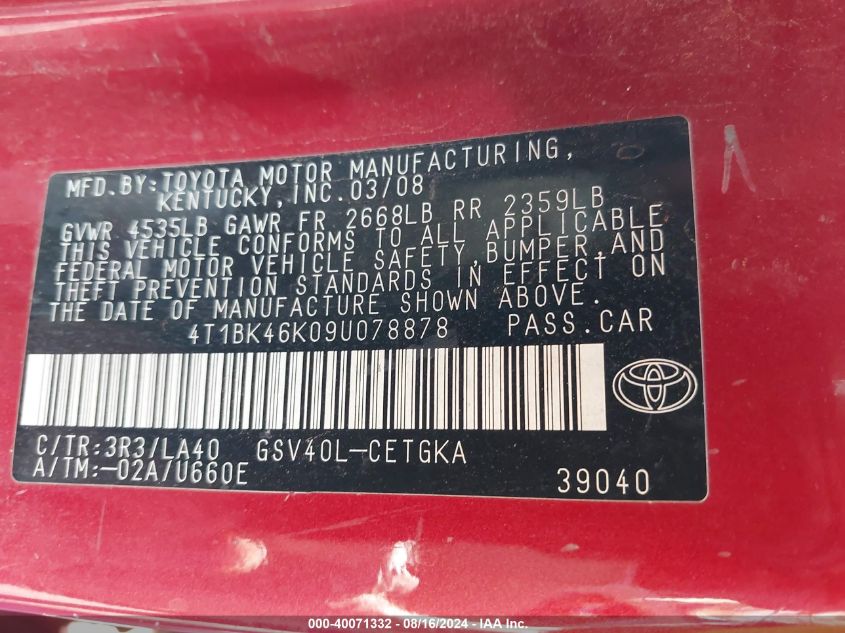 MFD.BY:TOYOTA MOTOR MANUFACTURING,
KENTUCKY,INC.03/08
GVWR 4535LB GAWR FR 2668LB RR 2359LB
THIS VEHICLE CONFORMS TO ALL APPLICABLE
FEDERAL MOTOR VEHICLE SAFETY,BUMPER,AND
THEFT PREVENTION STANDARDS IN EFFECT ON
THE DATE OF MANUFACTURE SHOWN ABOVE.
4T1BK46K09U078878 PASS.CAR
C/TR:3R3/LA40 GSV40L-CETGKA
A/TM:-02A/U660E 39040
000-40071332 - 08/16/2024 - IAA Inc.